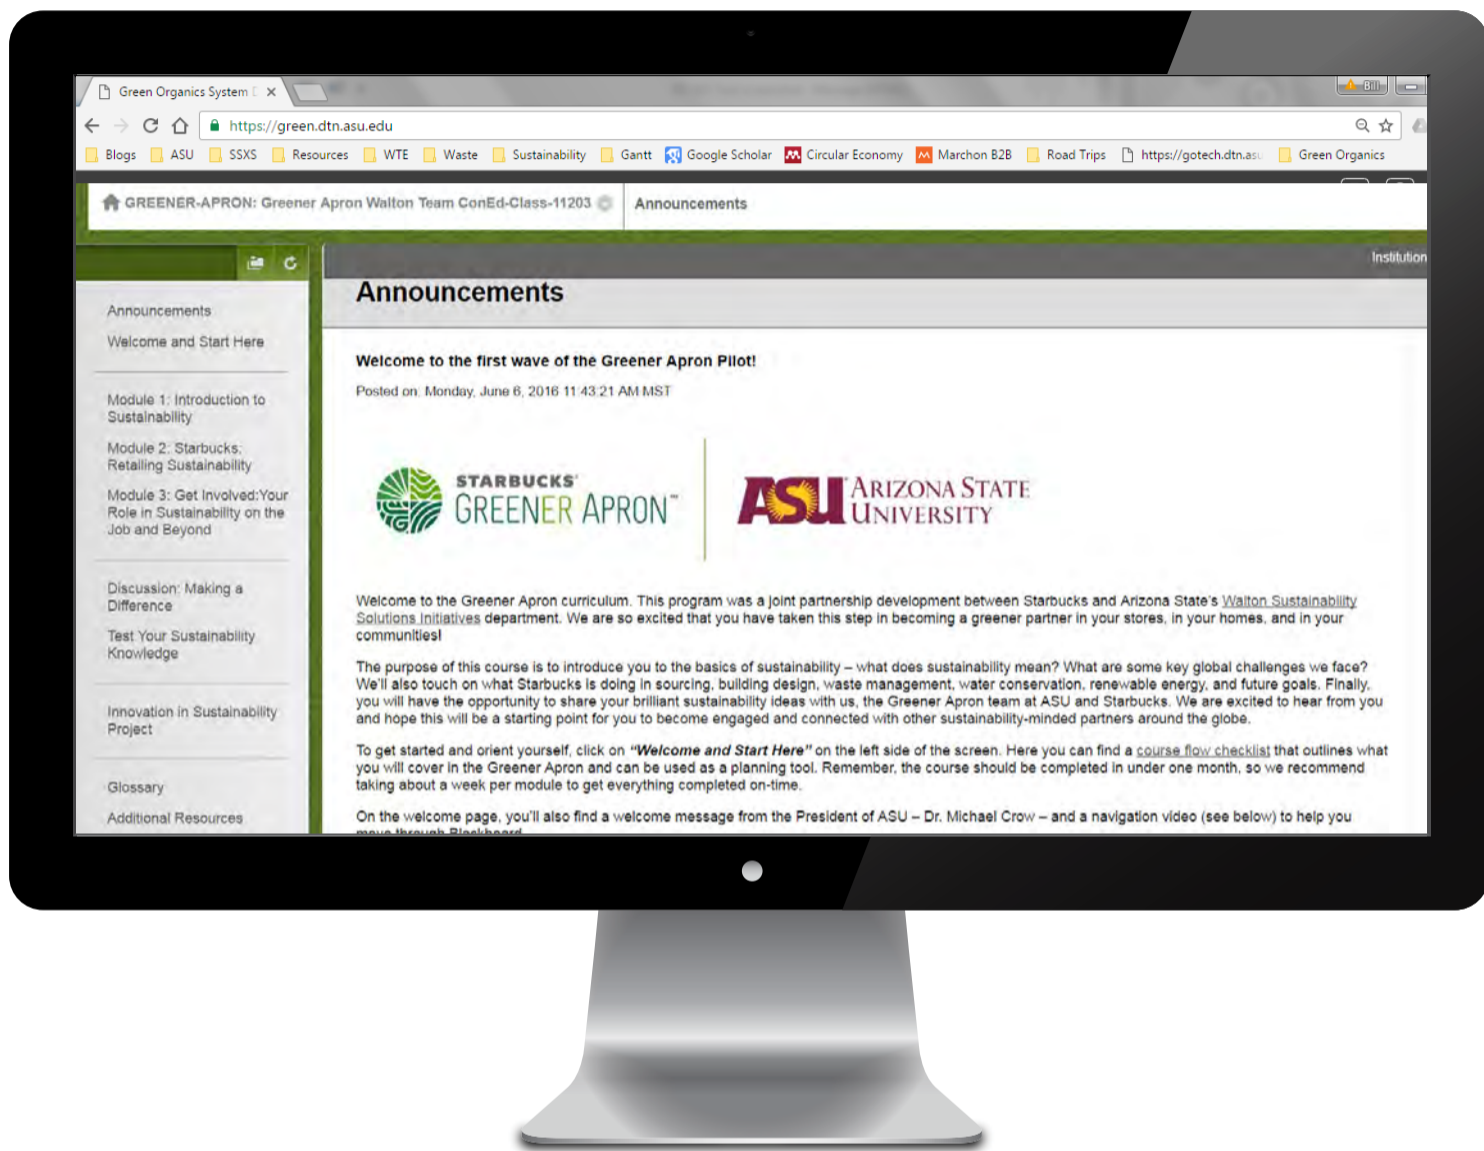 Green Organics System D
Bill
https://green.dtn.asu.edu
Blogs ASU SSXS Resources WTE Waste Sustainability Gantt Google Scholar Circular Economy Marchon B2B Road Trips https://gotech.dtn.asu Green Organics
GREENER-APRON: Greener Apron Walton Team ConEd-Class-11203 Announcements
Institution
Announcements
Welcome and Start Here
Module 1: Introduction to
Sustainability
Module 2: Starbucks:
Retailing Sustainability
Module 3: Get Involved:Your
Role in Sustainability on the
Job and Beyond
Discussion: Making a
Difference
Test Your Sustainability
Knowledge
Innovation in Sustainability
Project
Glossary
Additional Resources
Announcements
Welcome to the first wave of the Greener Apron Pilot!
Posted on: Monday, June 6, 2016 11:43:21 AM MST
STARBUCKS®
GREENER APRON™
ASU ARIZONA STATE
UNIVERSITY
Welcome to the Greener Apron curriculum. This program was a joint partnership development between Starbucks and Arizona State's Walton Sustainability
Solutions Initiatives department. We are so excited that you have taken this step in becoming a greener partner in your stores, in your homes, and in your
communities!
The purpose of this course is to introduce you to the basics of sustainability – what does sustainability mean? What are some key global challenges we face?
We'll also touch on what Starbucks is doing in sourcing, building design, waste management, water conservation, renewable energy, and future goals. Finally,
you will have the opportunity to share your brilliant sustainability ideas with us, the Greener Apron team at ASU and Starbucks. We are excited to hear from you
and hope this will be a starting point for you to become engaged and connected with other sustainability-minded partners around the globe.
To get started and orient yourself, click on "Welcome and Start Here" on the left side of the screen. Here you can find a course flow checklist that outlines what
you will cover in the Greener Apron and can be used as a planning tool. Remember, the course should be completed in under one month, so we recommend
taking about a week per module to get everything completed on-time.
On the welcome page, you'll also find a welcome message from the President of ASU – Dr. Michael Crow – and a navigation video (see below) to help you
move through Blackboard